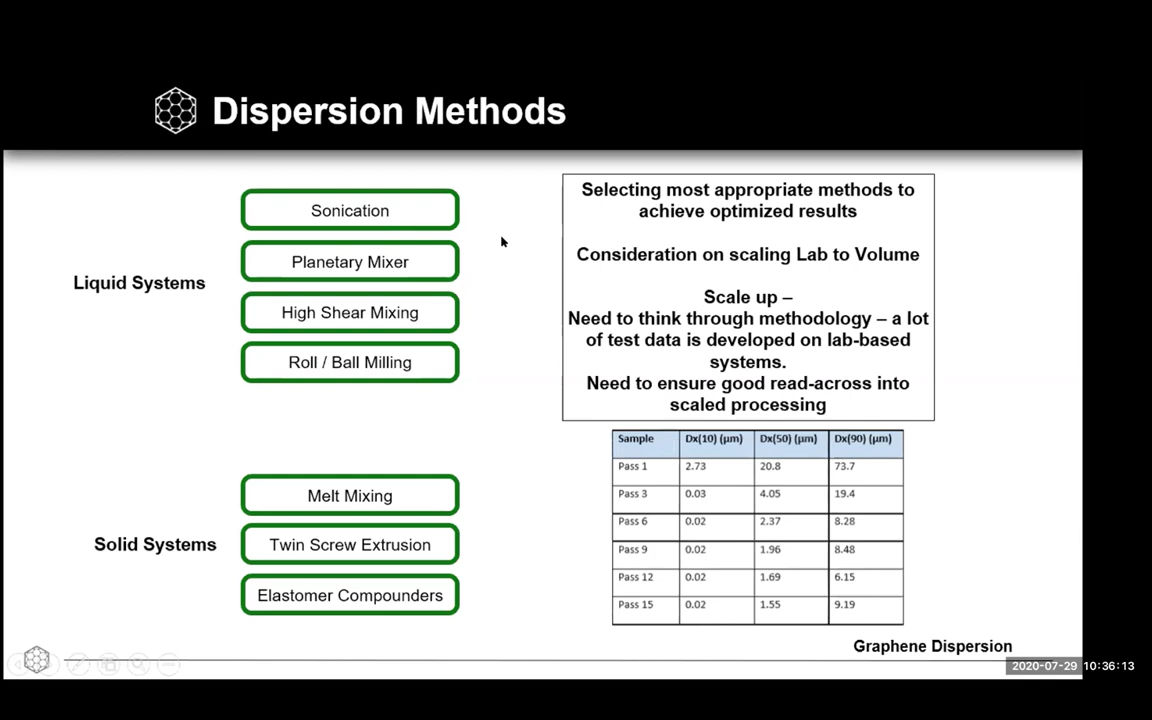 Dispersion Methods
Liquid Systems
Sonication
Planetary Mixer
High Shear Mixing
Roll / Ball Milling
Selecting most appropriate methods to
achieve optimized results
Consideration on scaling Lab to Volume
Scale up –
Need to think through methodology – a lot
of test data is developed on lab-based
systems.
Need to ensure good read-across into
scaled processing
Solid Systems
Melt Mixing
Twin Screw Extrusion
Elastomer Compounders
Sample Dx(10) (μm) Dx(50) (μm) Dx(90) (μm)
Pass 1 2.73 20.8 73.7
Pass 3 0.03 4.05 19.4
Pass 6 0.02 2.37 8.28
Pass 9 0.02 1.96 8.48
Pass 12 0.02 1.69 6.15
Pass 15 0.02 1.55 9.19
Graphene Dispersion
2020-07-29 10:36:13